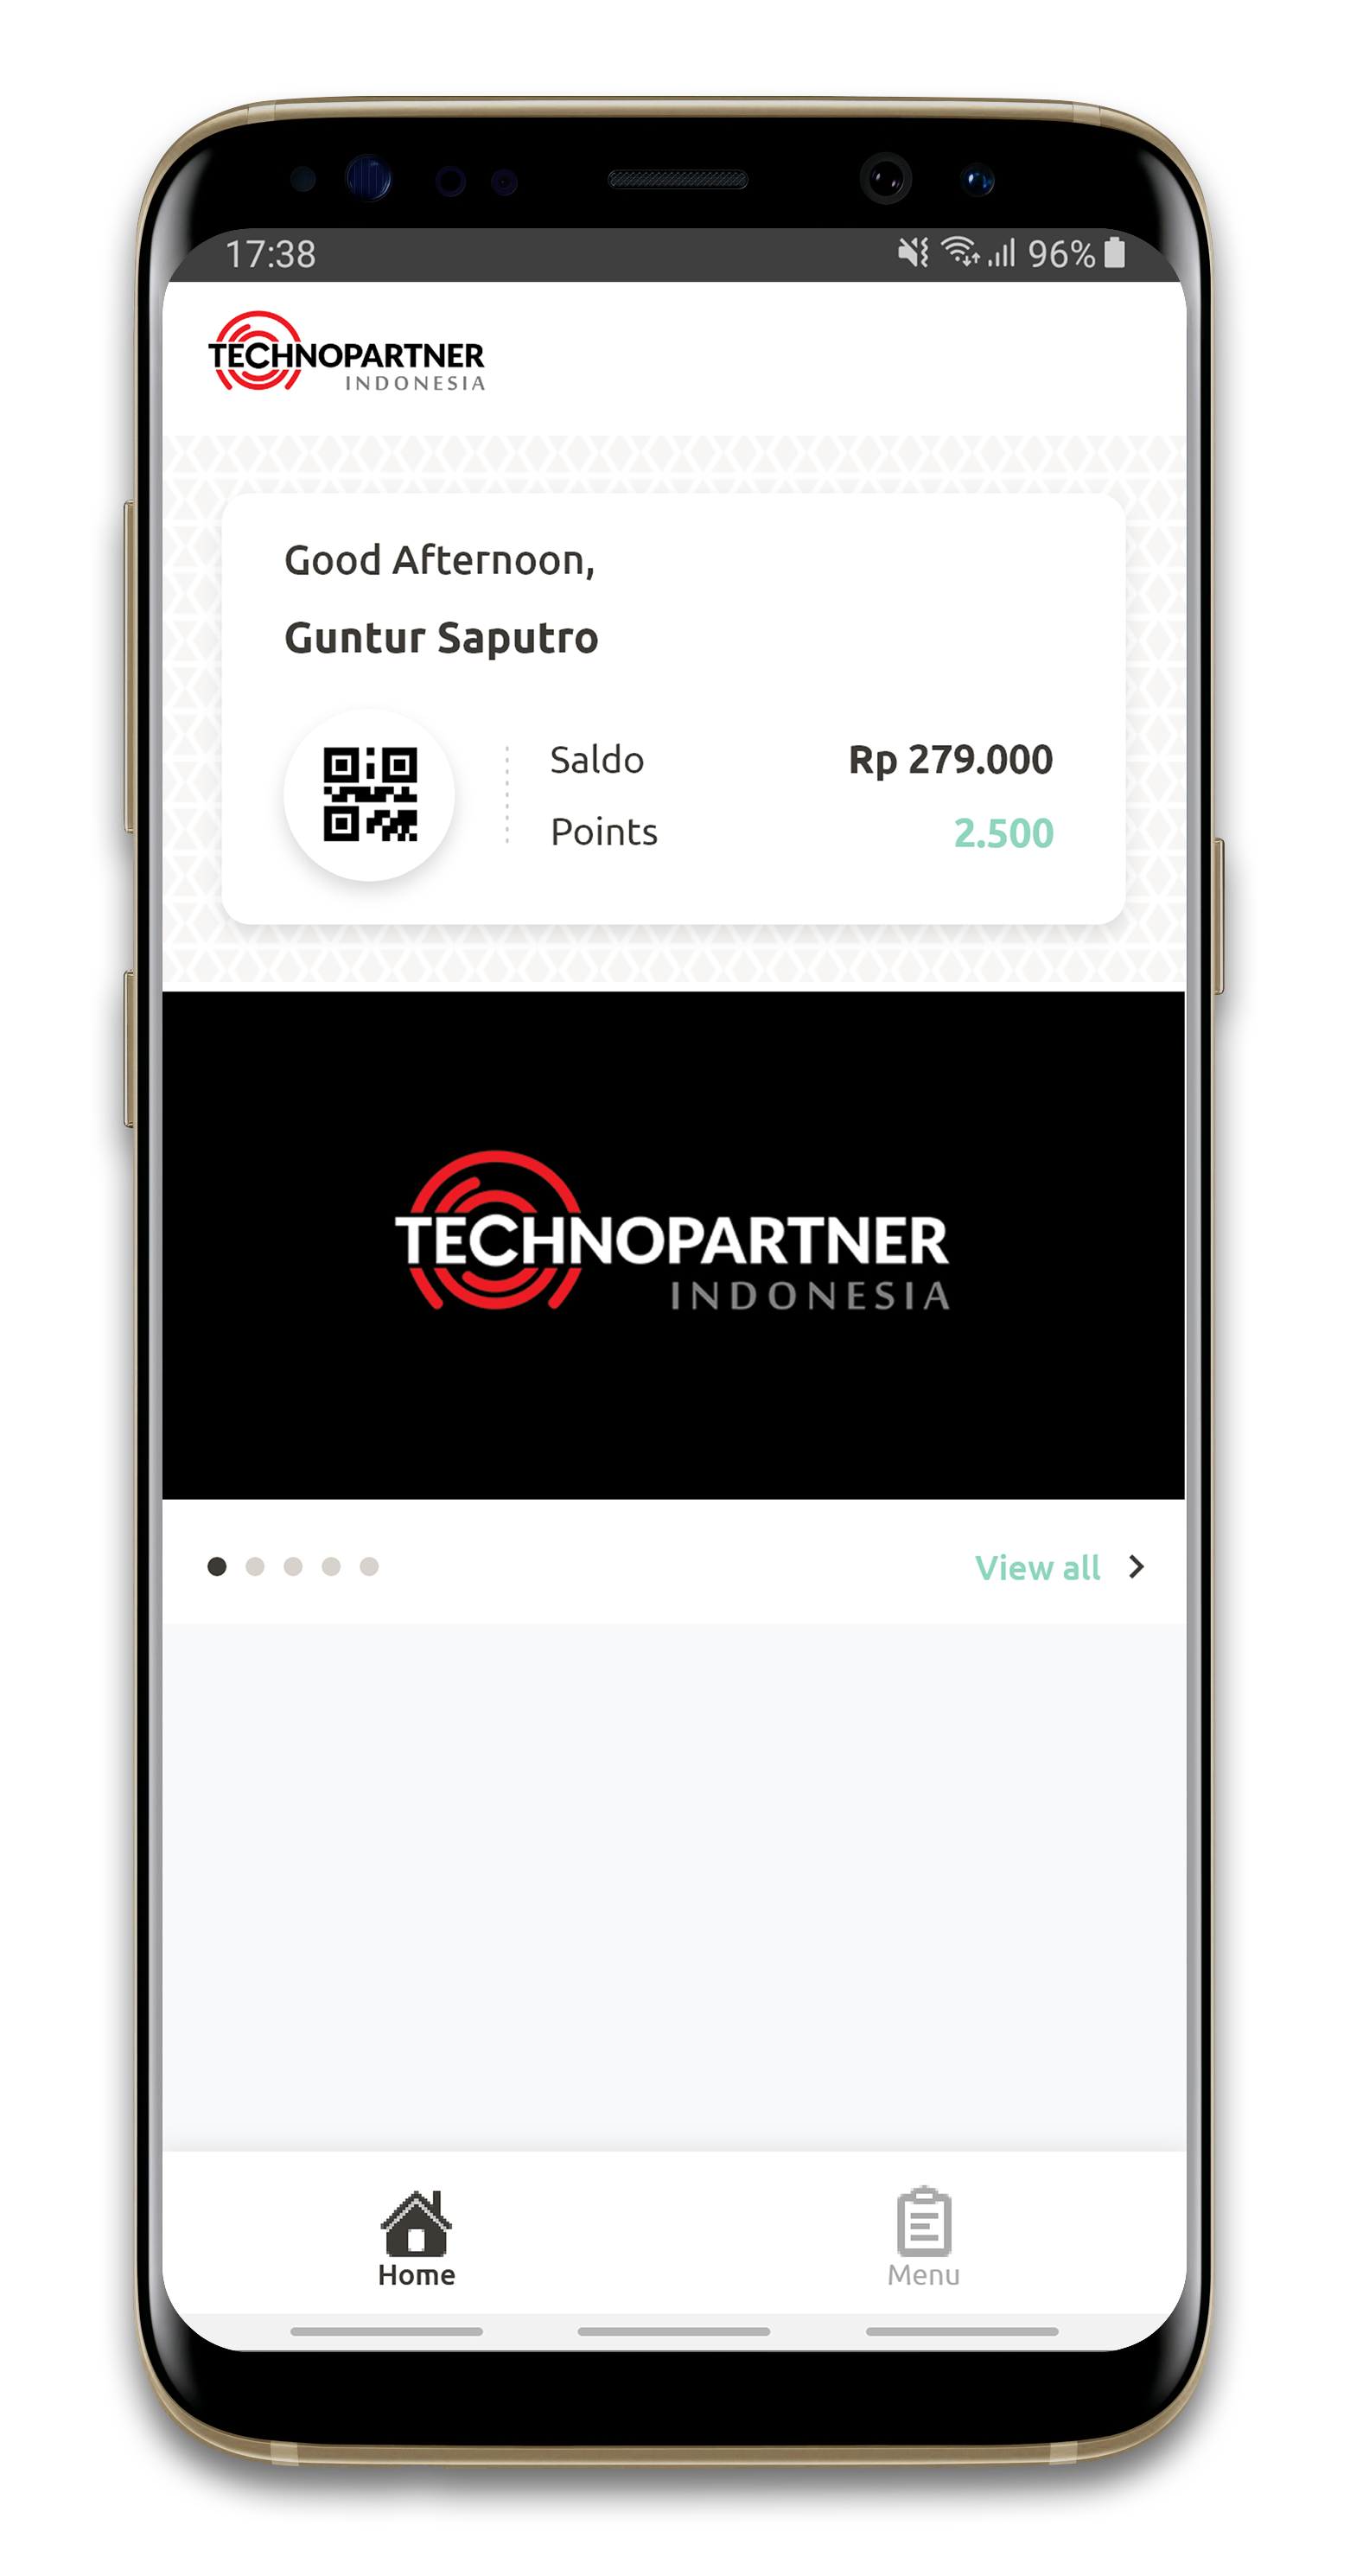 17:38 96%
TECHNOPARTNER
INDONESIA
Good Afternoon,
Guntur Saputro
Saldo Rp 279.000
Points 2.500
TECHNOPARTNER
INDONESIA
View all
Home Menu